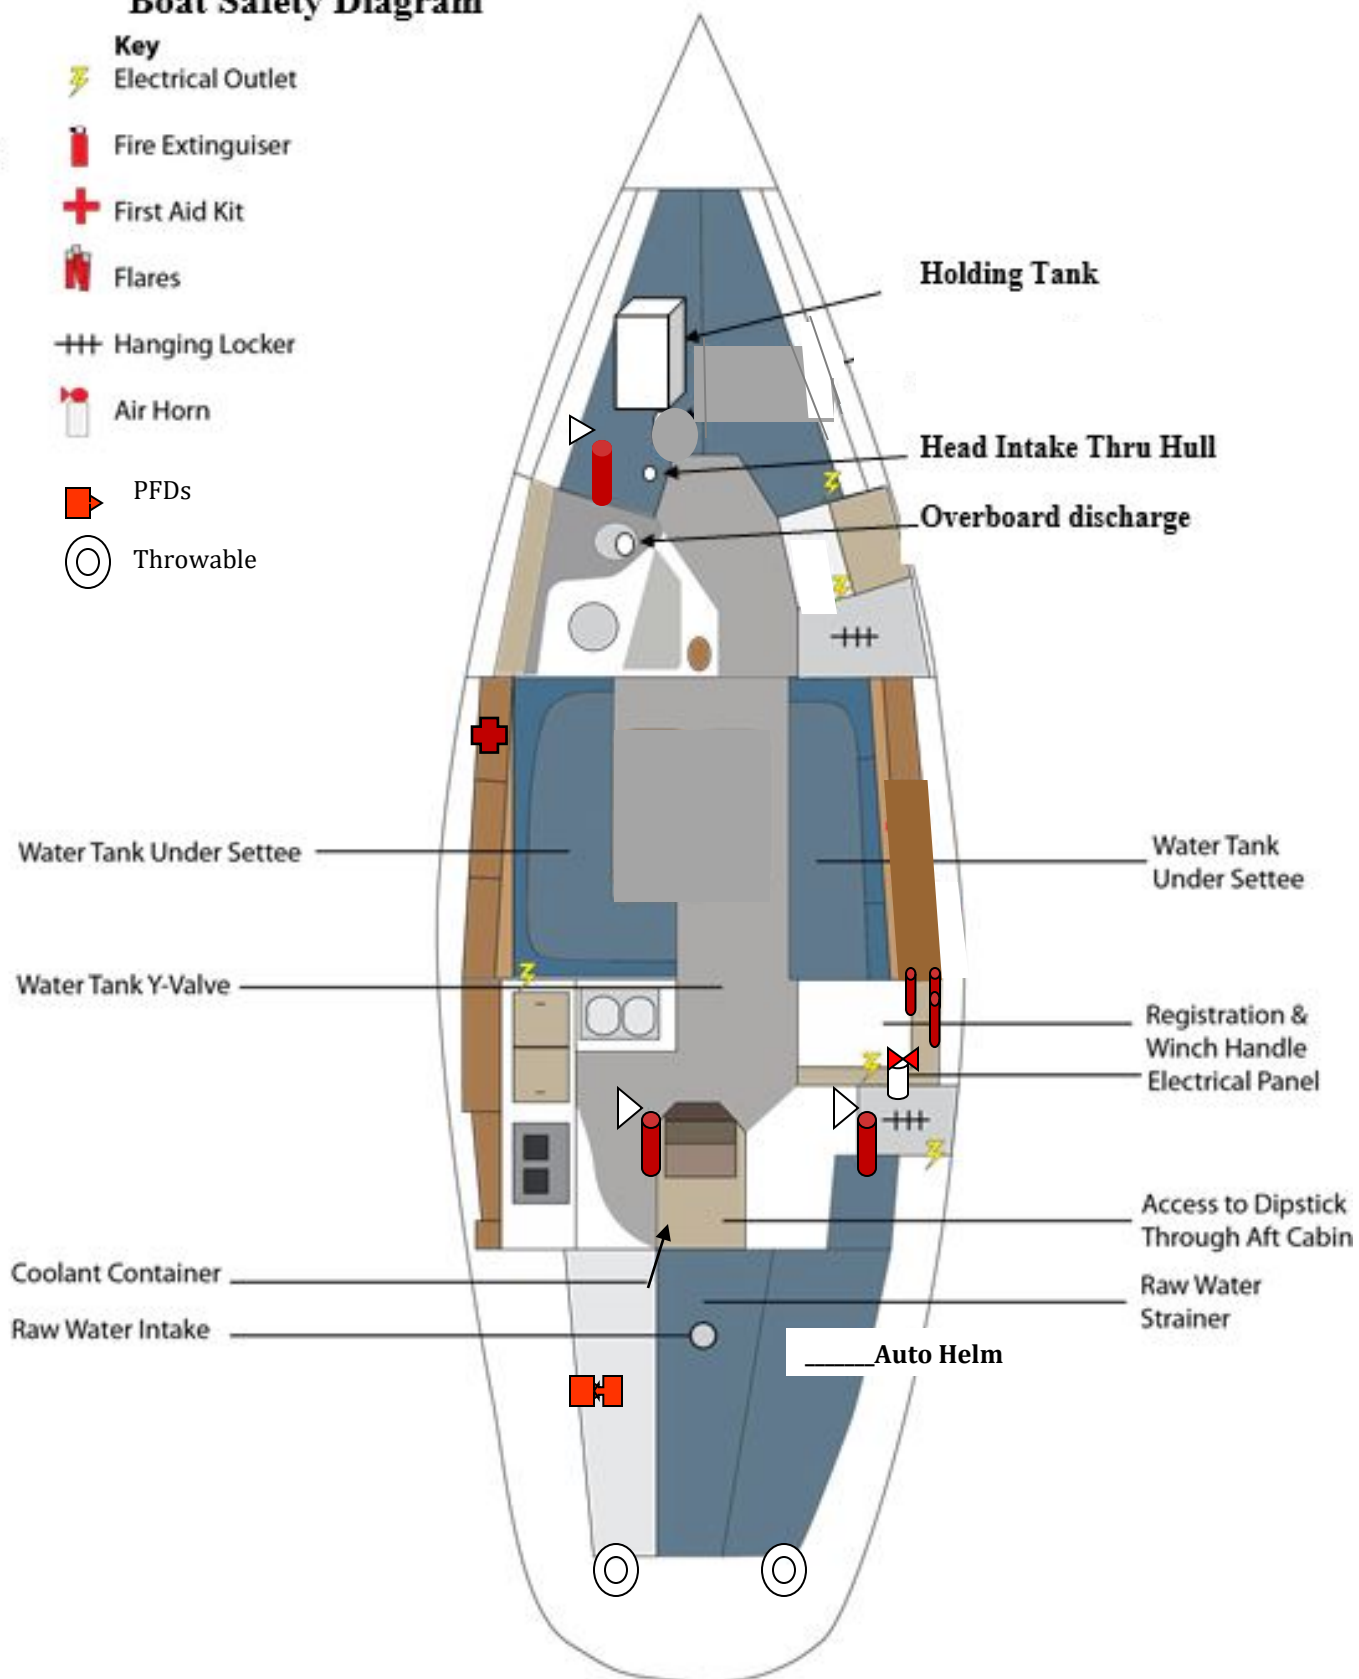 Boat Safety Diagram
Key
Electrical Outlet
Fire Extinguiser
First Aid Kit
Flares
Hanging Locker
Air Horn
PFDs
Throwable
Holding Tank
Head Intake Thru Hull
Overboard discharge
Water Tank Under Settee
Water Tank
Under Settee
Water Tank Y-Valve
Registration &
Winch Handle
Electrical Panel
Access to Dipstick
Through Aft Cabin
Coolant Container
Raw Water
Strainer
Raw Water Intake
______Auto Helm